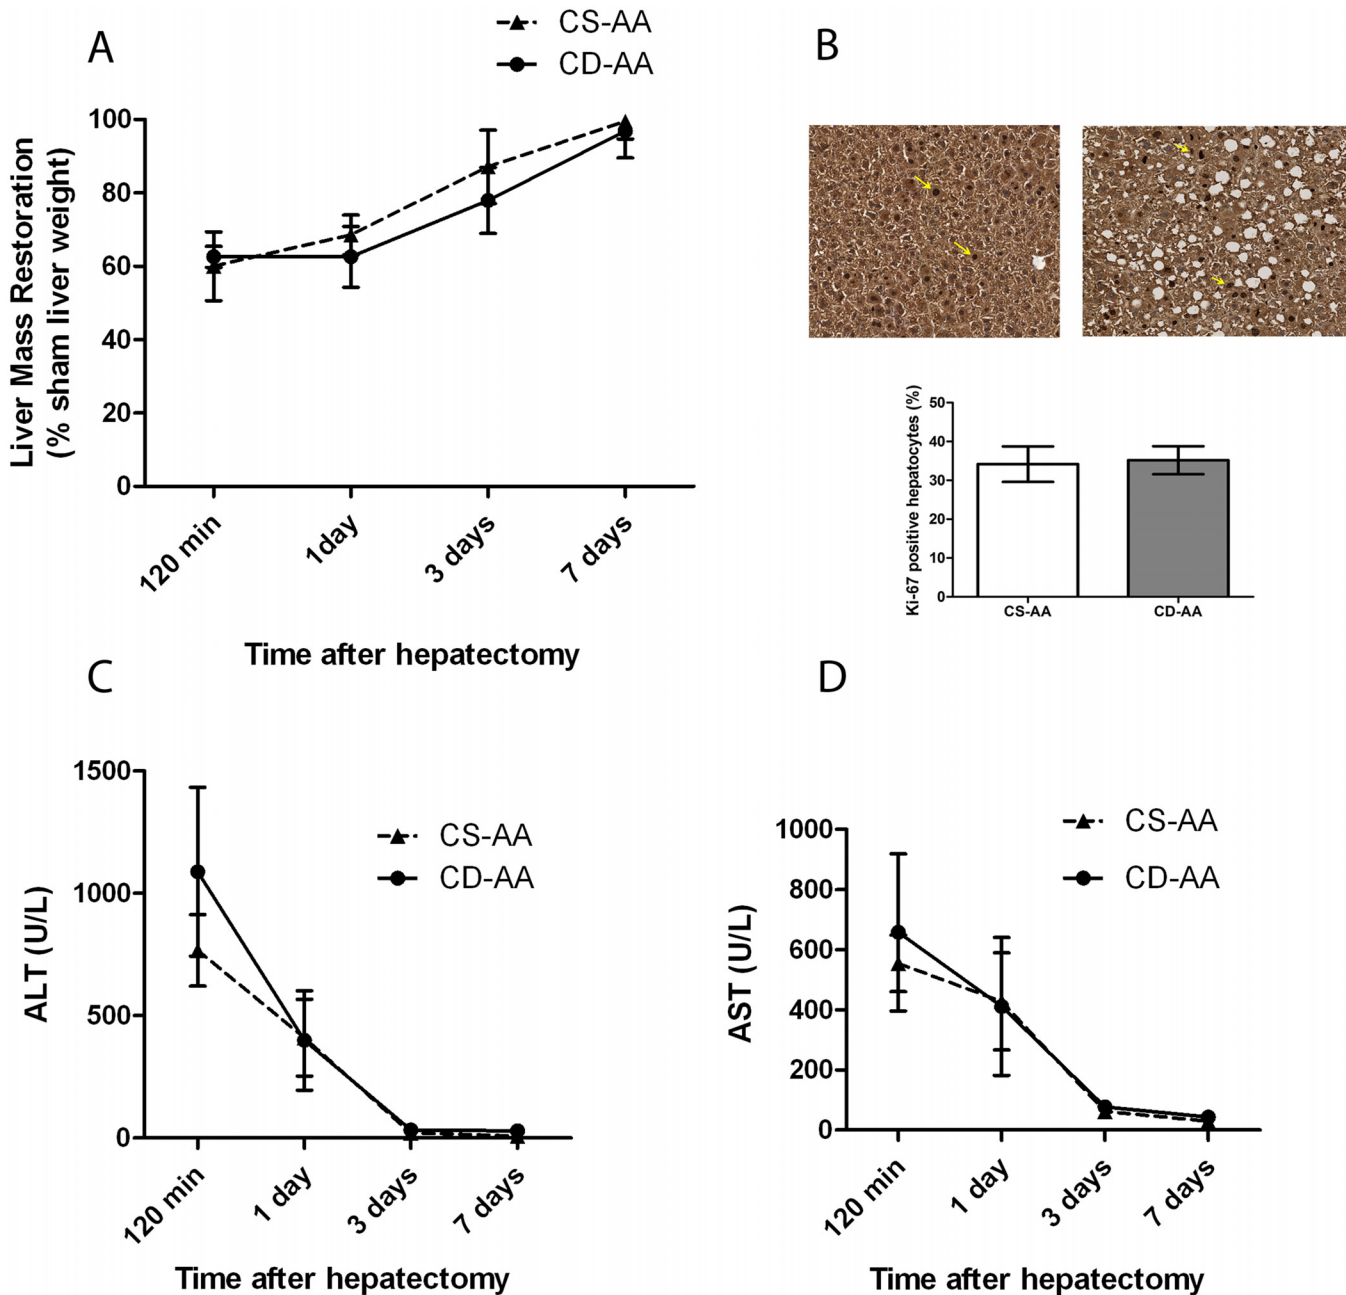 A
CS-AA
CD-AA
Liver Mass Restoration
(% sham liver weight)
100
80
60
40
20
0
120 min
1day
3 days
7 days
Time after hepatectomy
B
Ki-67 positive hepatocytes (%)
50
40
30
20
10
0
CS-AA
CD-AA
C
ALT (U/L)
1500
1000
500
0
CS-AA
CD-AA
120 min
1 day
3 days
7 days
Time after hepatectomy
D
AST (U/L)
1000
800
600
400
200
0
CS-AA
CD-AA
120 min
1 day
3 days
7 days
Time after hepatectomy